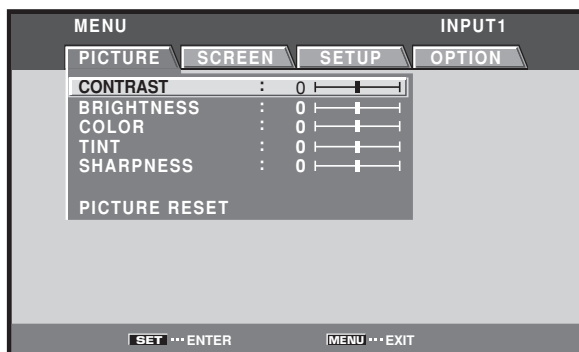 MENU INPUT1
PICTURE SCREEN SETUP OPTION
CONTRAST : 0
BRIGHTNESS : 0
COLOR : 0
TINT : 0
SHARPNESS : 0
PICTURE RESET
SET ··· ENTER MENU ··· EXIT